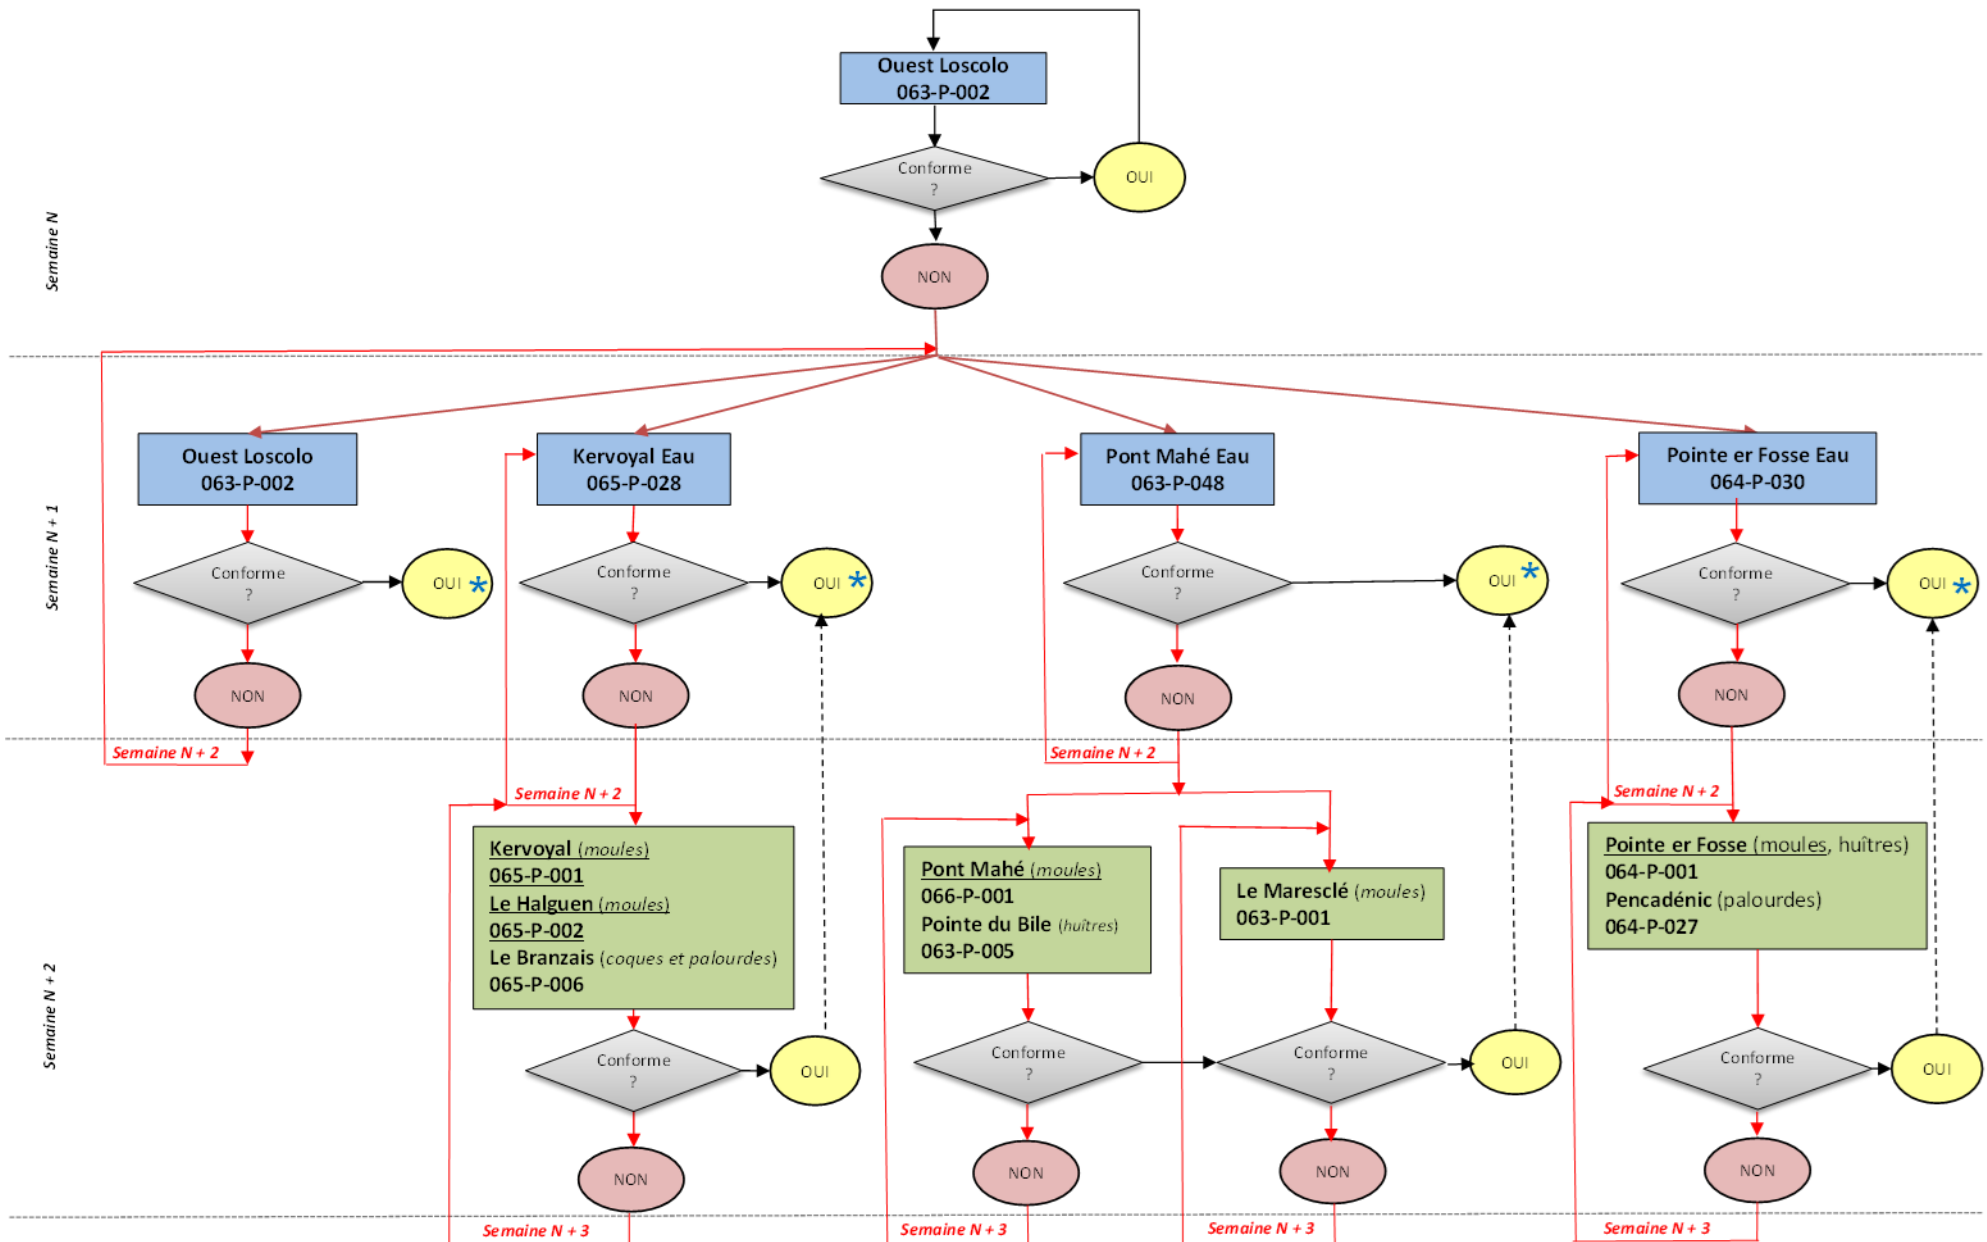 Ouest Loscolo
063-P-002
Conforme
?
OUI
Semaine N
NON
Semaine N + 1
Ouest Loscolo
063-P-002
Kervoyal Eau
065-P-028
Pont Mahé Eau
063-P-048
Pointe er Fosse Eau
064-P-030
Conforme
?
OUI *
Conforme
?
OUI *
Conforme
?
OUI *
Conforme
?
OUI *
NON
NON
NON
NON
Semaine N + 2
Semaine N + 2
Semaine N + 2
Semaine N + 2
Semaine N + 2
Kervoyal (moules)
065-P-001
Le Halguen (moules)
065-P-002
Le Branzais (coques et palourdes)
065-P-006
Pont Mahé (moules)
066-P-001
Pointe du Bile (huîtres)
063-P-005
Le Maresclé (moules)
063-P-001
Pointe er Fosse (moules, huîtres)
064-P-001
Pencadénic (palourdes)
064-P-027
Conforme
?
OUI
Conforme
?
Conforme
?
OUI
Conforme
?
OUI
NON
NON
NON
NON
Semaine N + 3
Semaine N + 3
Semaine N + 3
Semaine N + 3